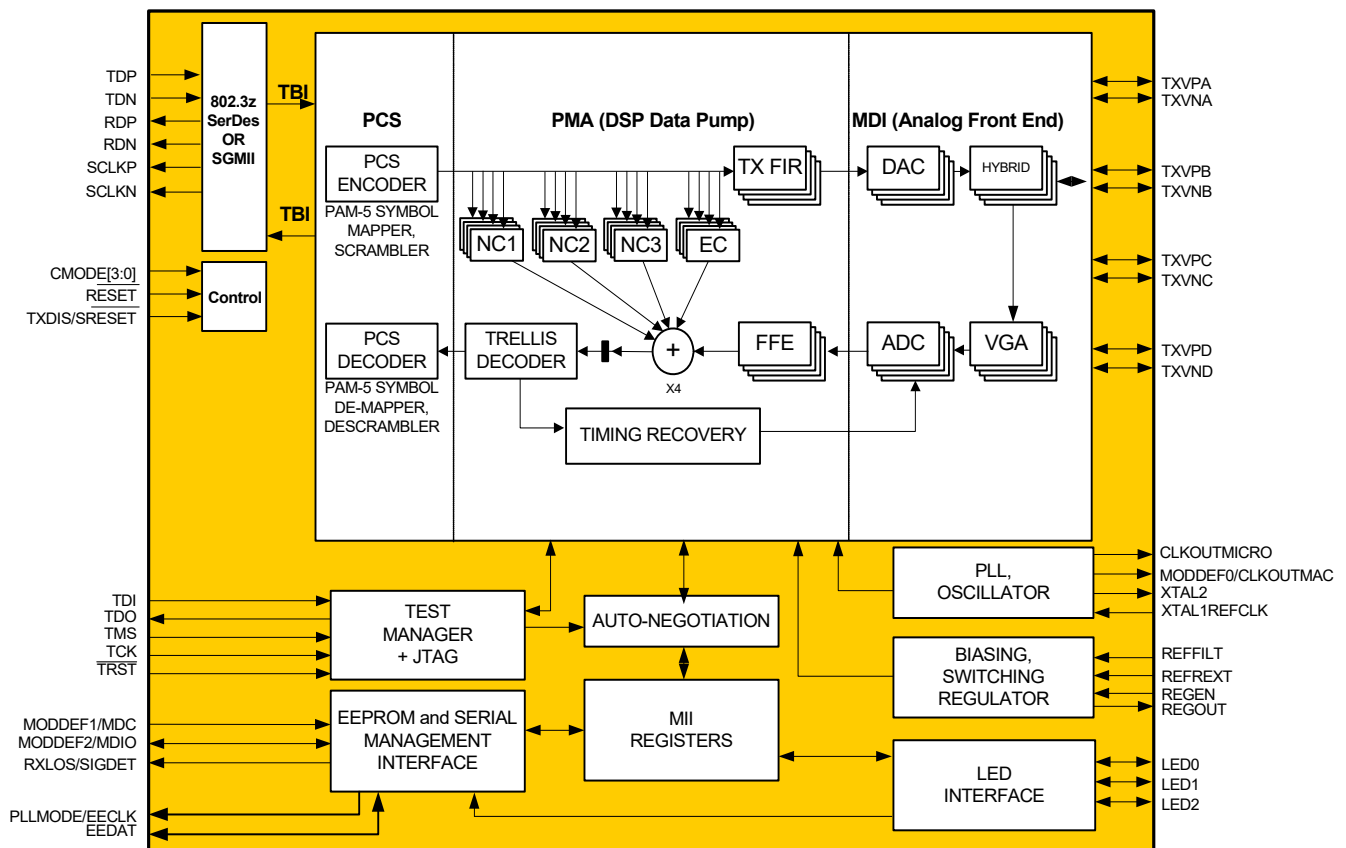 TDP
TDN
RDP
RDN
SCLKP
SCLKN
802.3z
SerDes
OR
SGMII
TBI
TBI
CMODE[3:0]
RESET
TXDIS/SRESET
Control
PCS
PMA (DSP Data Pump)
MDI (Analog Front End)
PCS
ENCODER
PAM-5 SYMBOL
MAPPER,
SCRAMBLER
NC1
NC2
NC3
EC
TX FIR
DAC
HYBRID
PCS
DECODER
PAM-5 SYMBOL
DE-MAPPER,
DESCRAMBLER
TRELLIS
DECODER
+
X4
FFE
ADC
VGA
TIMING RECOVERY
TXVPA
TXVNA
TXVPB
TXVNB
TXVPC
TXVNC
TXVPD
TXVND
TDI
TDO
TMS
TCK
TRST
TEST
MANAGER
+ JTAG
AUTO-NEGOTIATION
PLL,
OSCILLATOR
CLKOUTMICRO
MODDEF0/CLKOUTMAC
XTAL2
XTAL1REFCLK
BIASING,
SWITCHING
REGULATOR
REFFILT
REFREXT
REGEN
REGOUT
MODDEF1/MDC
MODDEF2/MDIO
RXLOS/SIGDET
PLLMODE/EECLK
EEDAT
EEPROM and SERIAL
MANAGEMENT
INTERFACE
MII
REGISTERS
LED
INTERFACE
LED0
LED1
LED2